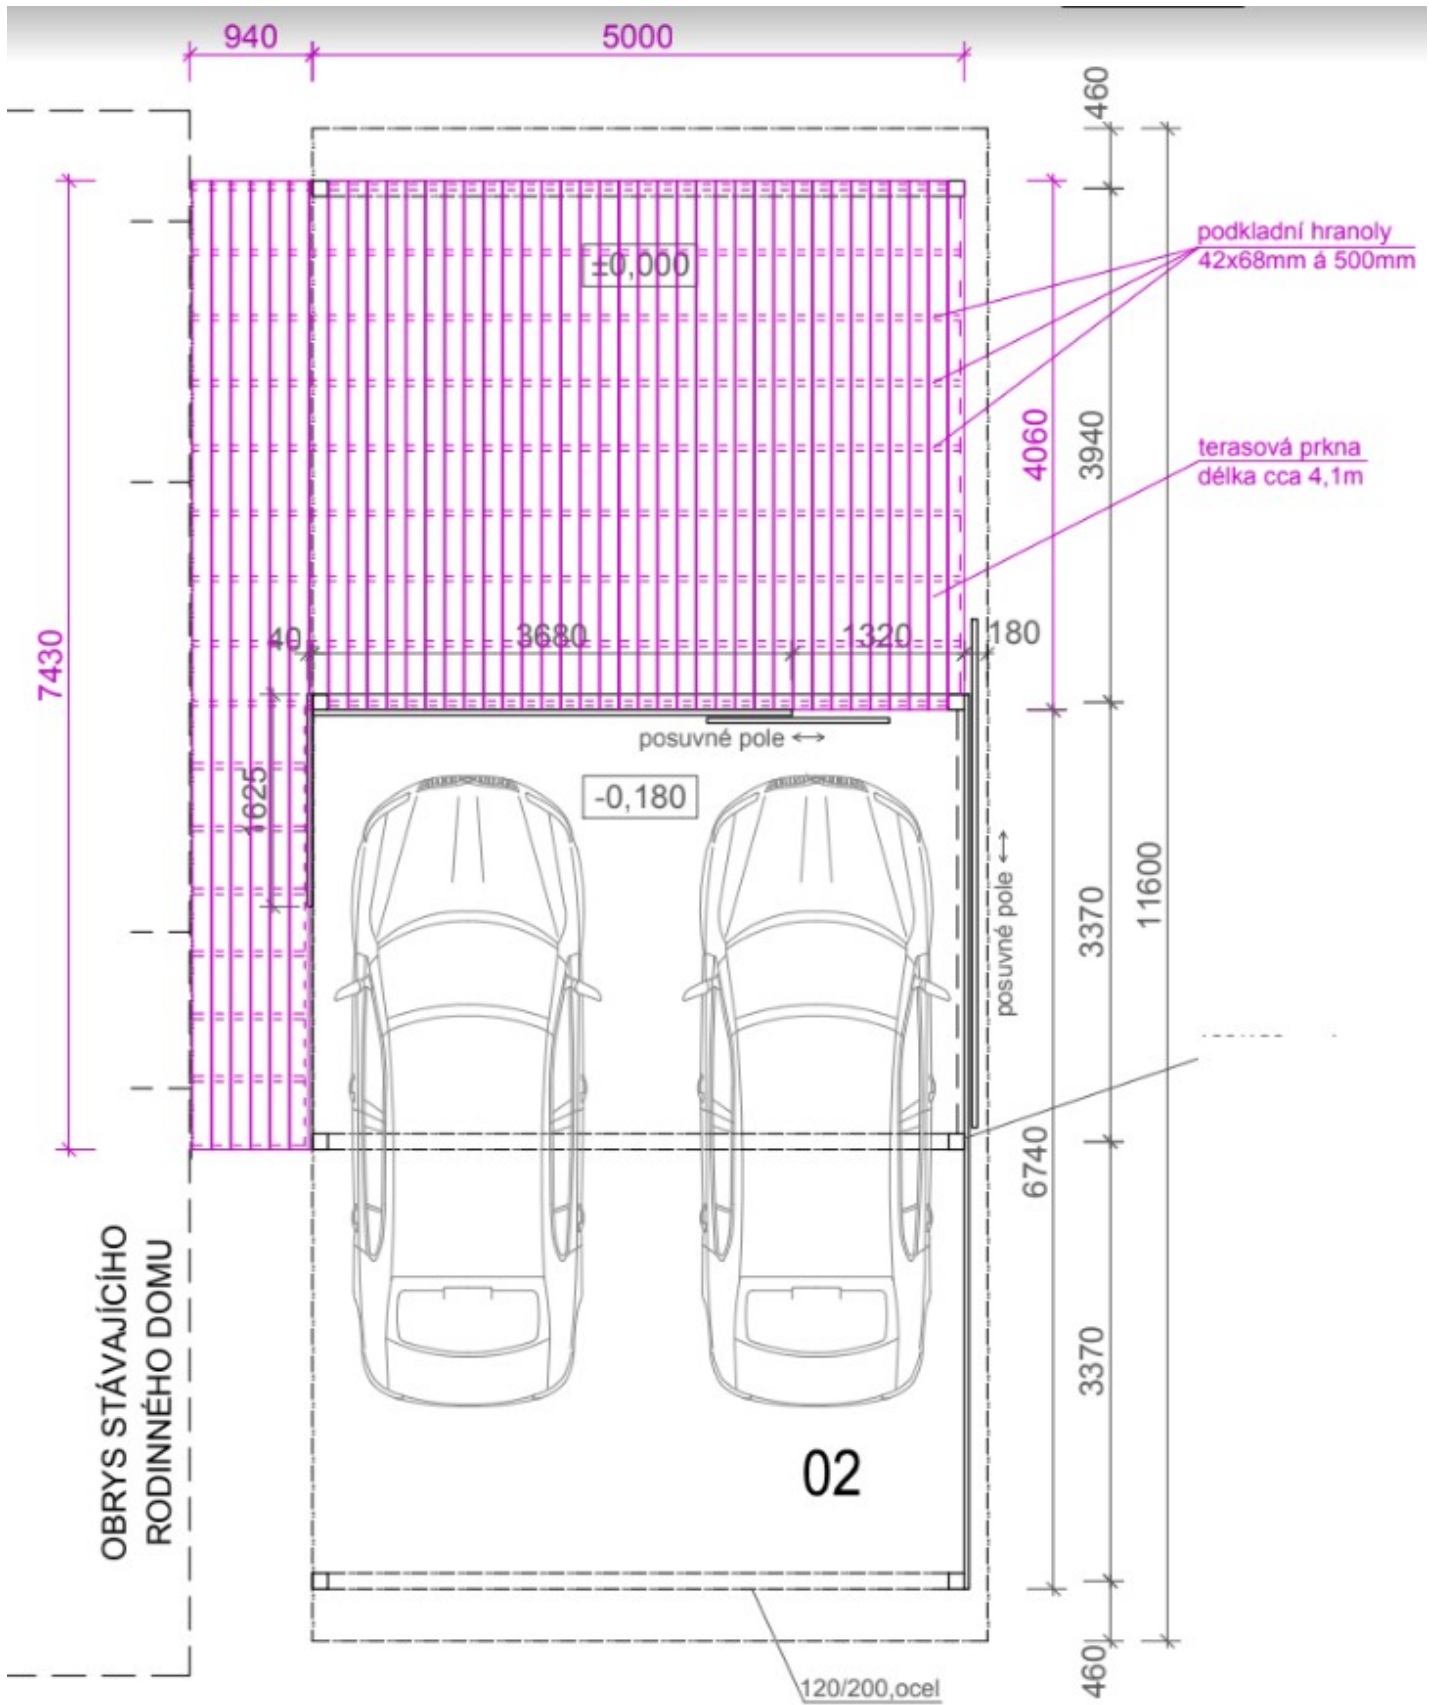 940
5000
460
podkladní hranoly
42x68mm á 500mm
±0,000
4060
3940
terasová prkna
délka cca 4,1m
7430
40
3680
1320
180
posuvné pole ↔
-0,180
1625
posuvné pole ↔
3370
11600
6740
OBRYS STÁVAJÍCÍHO
RODINNÉHO DOMU
3370
02
120/200,ocel
460